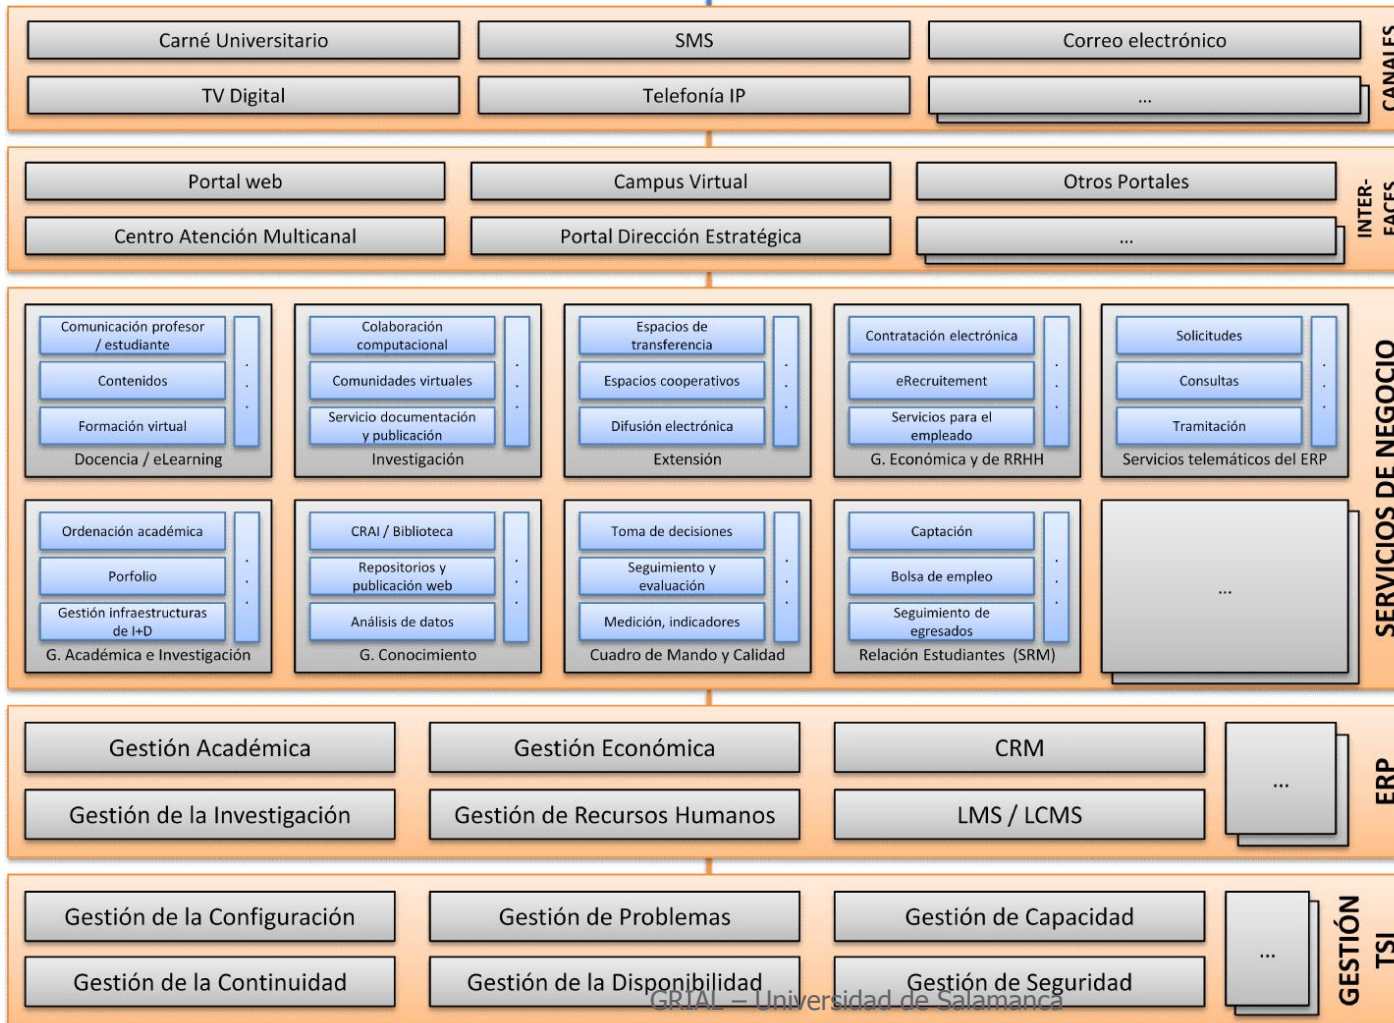 Carné Universitario
SMS
Correo electrónico
TV Digital
Telefonía IP
...
CANALES
Portal web
Campus Virtual
Otros Portales
Centro Atención Multicanal
Portal Dirección Estratégica
...
INTER-
FACES
Comunicación profesor
/ estudiante
Contenidos
Formación virtual
. . .
Docencia / eLearning
Colaboración
computacional
Comunidades virtuales
Servicio documentación
y publicación
. . .
Investigación
Espacios de
transferencia
Espacios cooperativos
Difusión electrónica
. . .
Extensión
Contratación electrónica
eRecruitement
Servicios para el
empleado
. . .
G. Económica y de RRHH
Solicitudes
Consultas
Tramitación
. . .
Servicios telemáticos del ERP
Ordenación académica
Porfolio
Gestión infraestructuras
de I+D
. . .
G. Académica e Investigación
CRAI / Biblioteca
Repositorios y
publicación web
Análisis de datos
. . .
G. Conocimiento
Toma de decisiones
Seguimiento y
evaluación
Medición, indicadores
. . .
Cuadro de Mando y Calidad
Captación
Bolsa de empleo
Seguimiento de
egresados
. . .
Relación Estudiantes (SRM)
...
SERVICIOS DE NEGOCIO
Gestión Académica
Gestión Económica
CRM
Gestión de la Investigación
Gestión de Recursos Humanos
LMS / LCMS
...
ERP
Gestión de la Configuración
Gestión de Problemas
Gestión de Capacidad
Gestión de la Continuidad
Gestión de la Disponibilidad
Gestión de Seguridad
...
GESTIÓN
TSI
GRIAL – Universidad de Salamanca